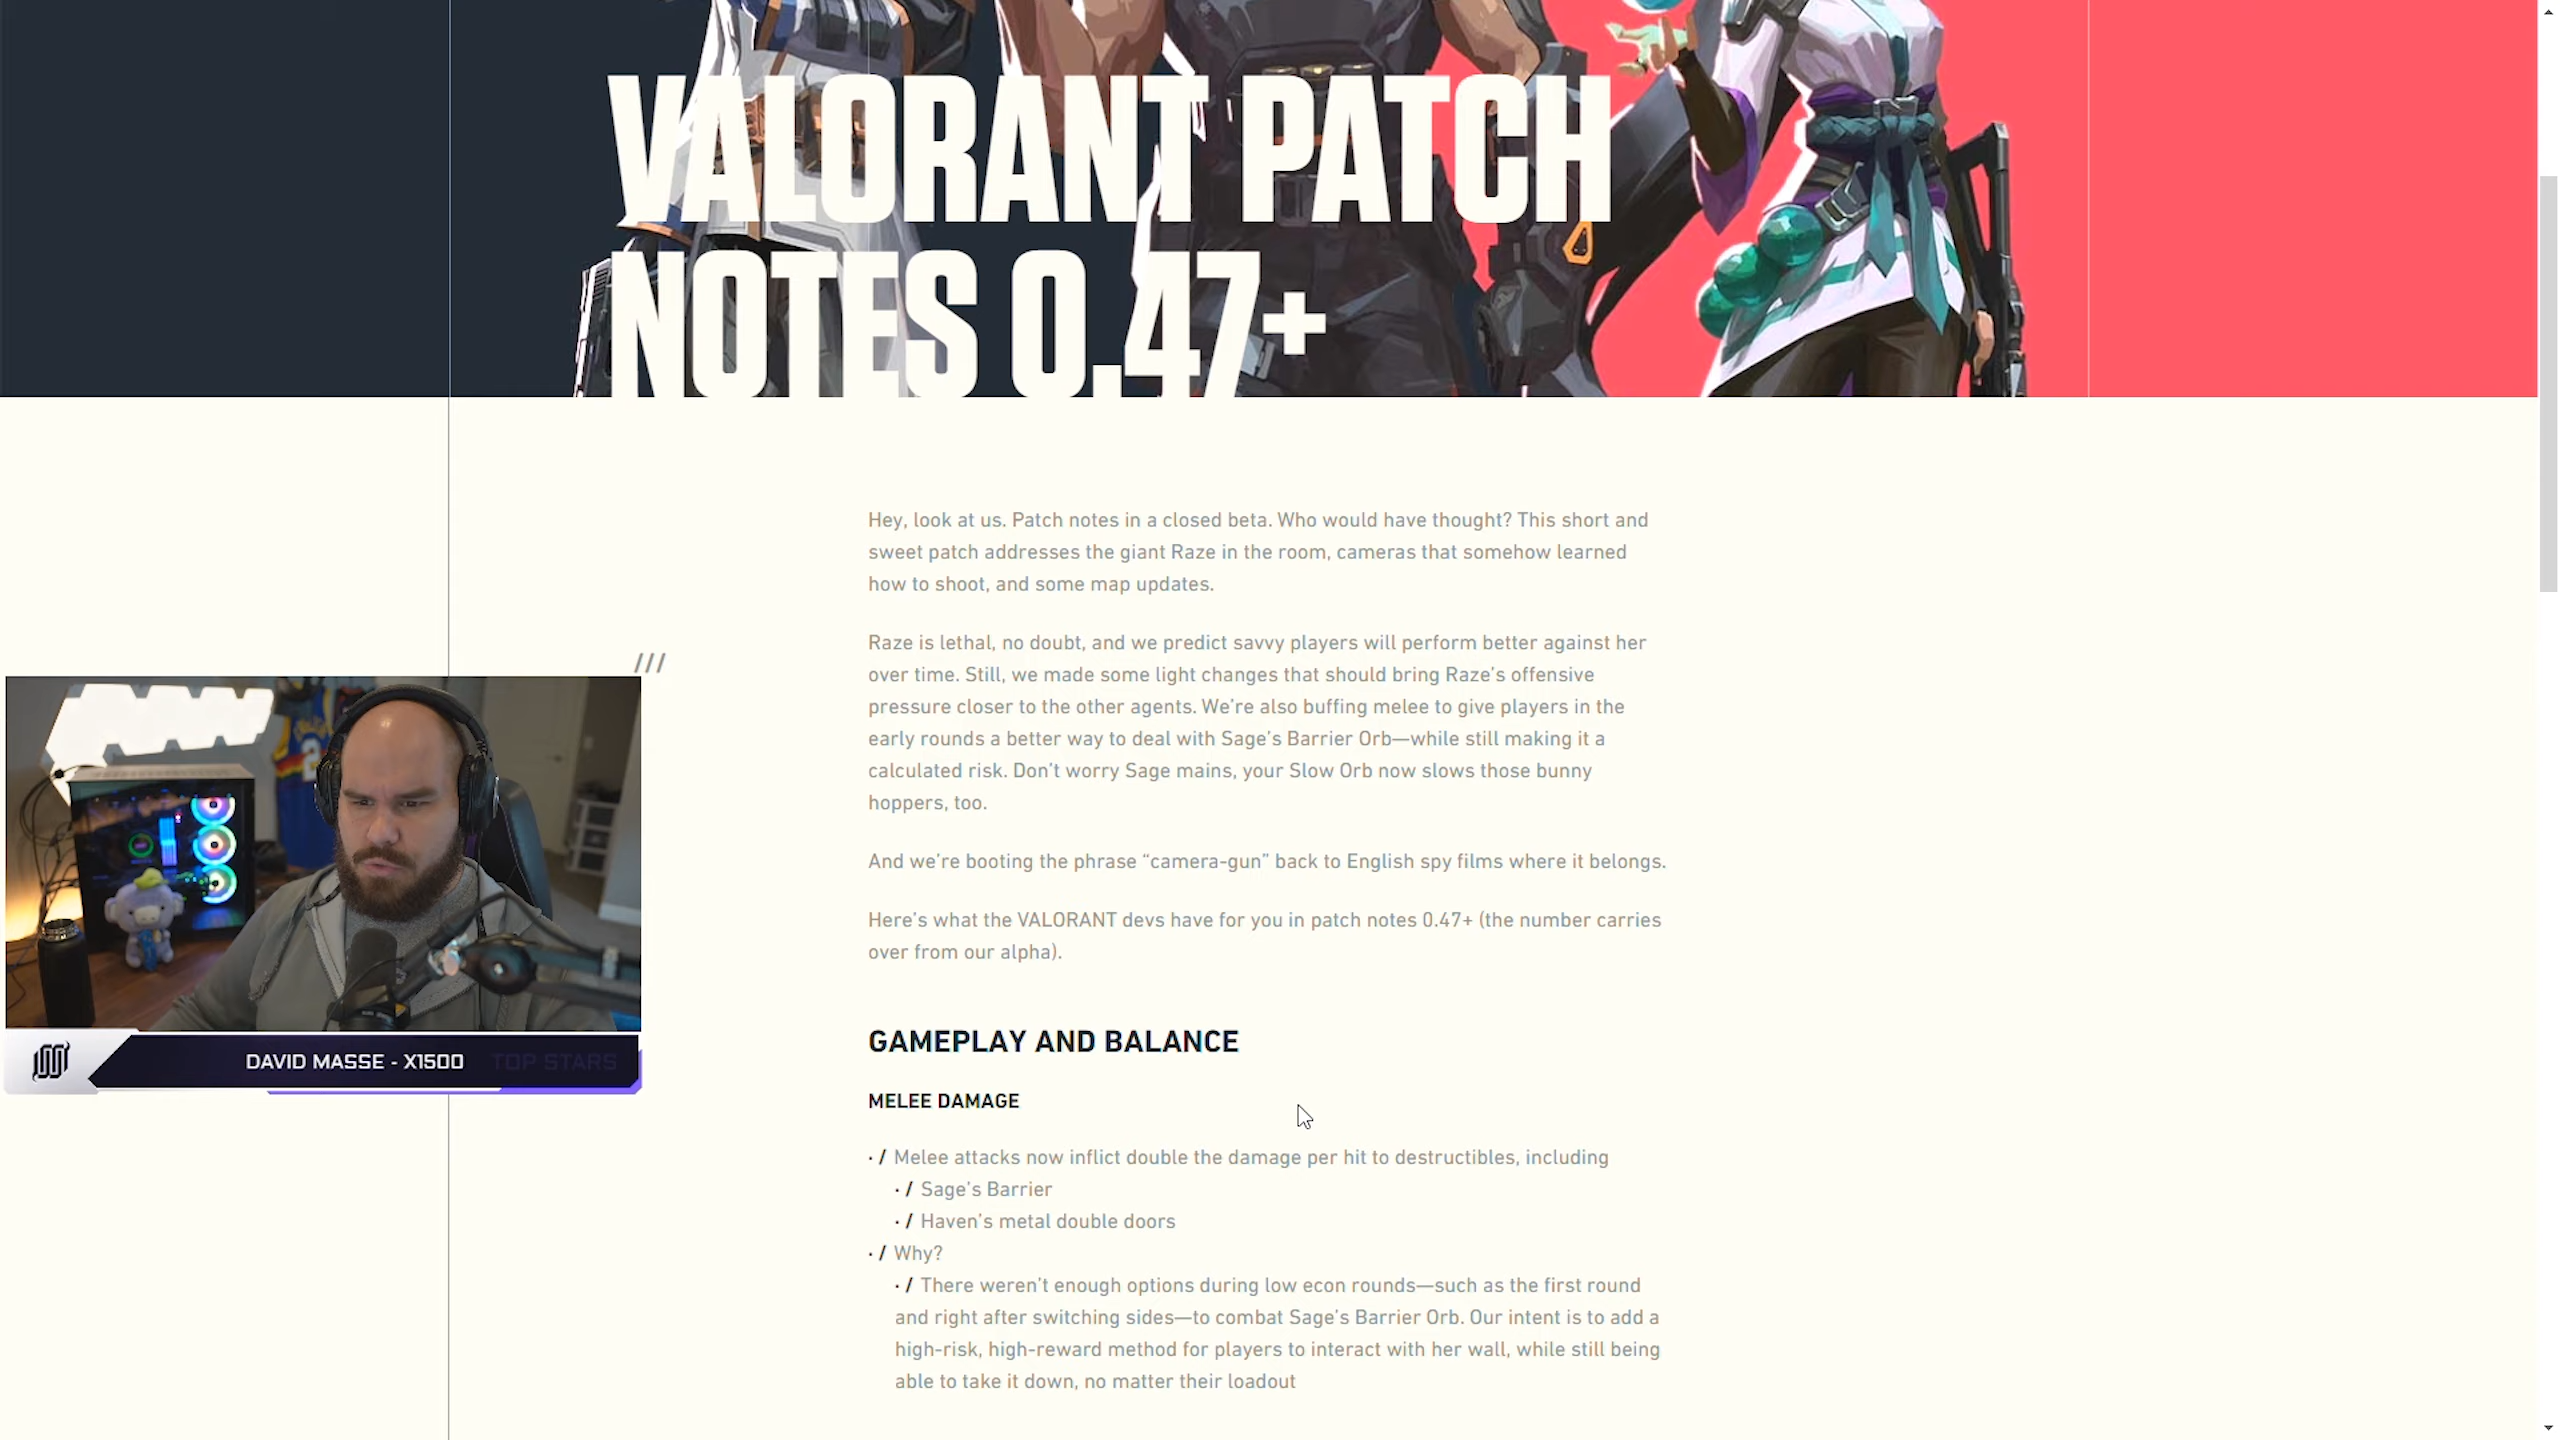 VALORANT PATCH
NOTES 0.47+
Hey, look at us. Patch notes in a closed beta. Who would have thought? This short and
sweet patch addresses the giant Raze in the room, cameras that somehow learned
how to shoot, and some map updates.
Raze is lethal, no doubt, and we predict savvy players will perform better against her
over time. Still, we made some light changes that should bring Raze's offensive
pressure closer to the other agents. We're also buffing melee to give players in the
early rounds a better way to deal with Sage's Barrier Orb—while still making it a
calculated risk. Don't worry Sage mains, your Slow Orb now slows those bunny
hoppers, too.
And we're booting the phrase “camera-gun” back to English spy films where it belongs.
Here's what the VALORANT devs have for you in patch notes 0.47+ (the number carries
over from our alpha).
///
DAVID MASSE - X1500 TOP STARS
GAMEPLAY AND BALANCE
MELEE DAMAGE
· / Melee attacks now inflict double the damage per hit to destructibles, including
· / Sage's Barrier
· / Haven's metal double doors
· / Why?
· / There weren't enough options during low econ rounds—such as the first round
and right after switching sides—to combat Sage's Barrier Orb. Our intent is to add a
high-risk, high-reward method for players to interact with her wall, while still being
able to take it down, no matter their loadout